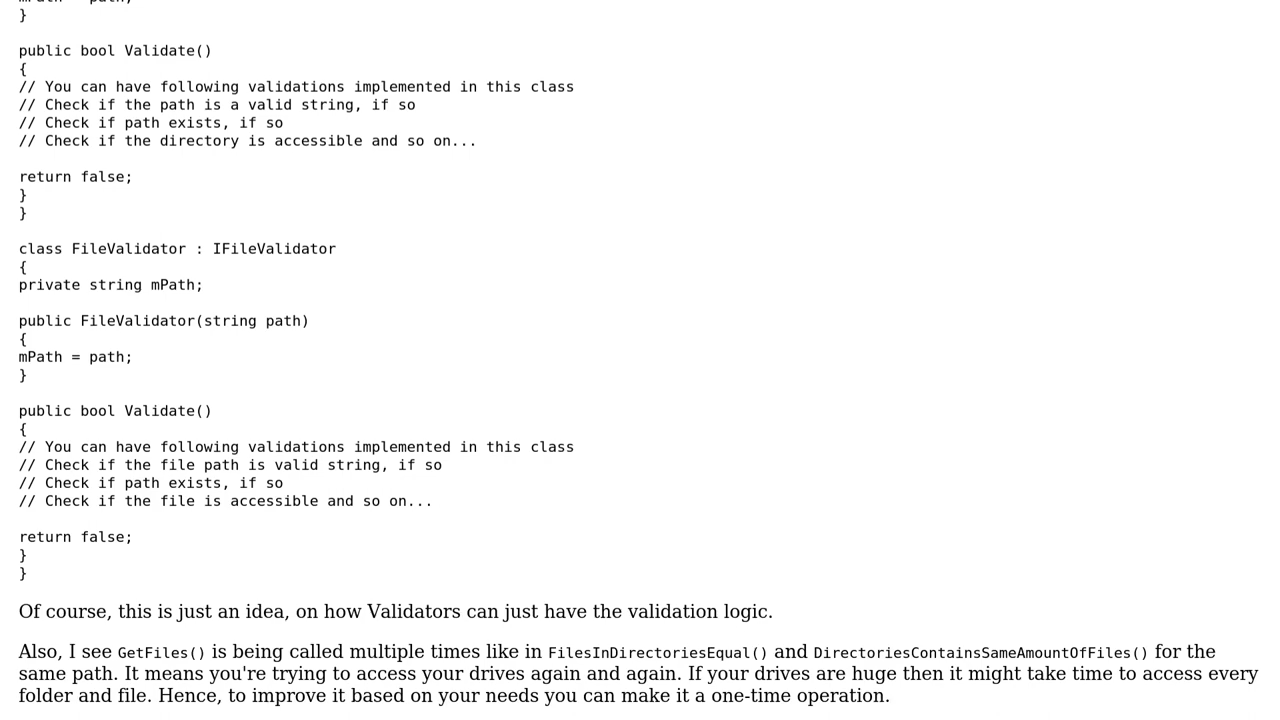 }
public bool Validate()
{
// You can have following validations implemented in this class
// Check if the path is a valid string, if so
// Check if path exists, if so
// Check if the directory is accessible and so on...
return false;
}
}
class FileValidator : IFileValidator
{
private string mPath;
public FileValidator(string path)
{
mPath = path;
}
public bool Validate()
{
// You can have following validations implemented in this class
// Check if the file path is valid string, if so
// Check if path exists, if so
// Check if the file is accessible and so on...
return false;
}
}
Of course, this is just an idea, on how Validators can just have the validation logic.
Also, I see GetFiles() is being called multiple times like in FilesInDirectoriesEqual() and DirectoriesContainsSameAmountOfFiles() for the
same path. It means you're trying to access your drives again and again. If your drives are huge then it might take time to access every
folder and file. Hence, to improve it based on your needs you can make it a one-time operation.